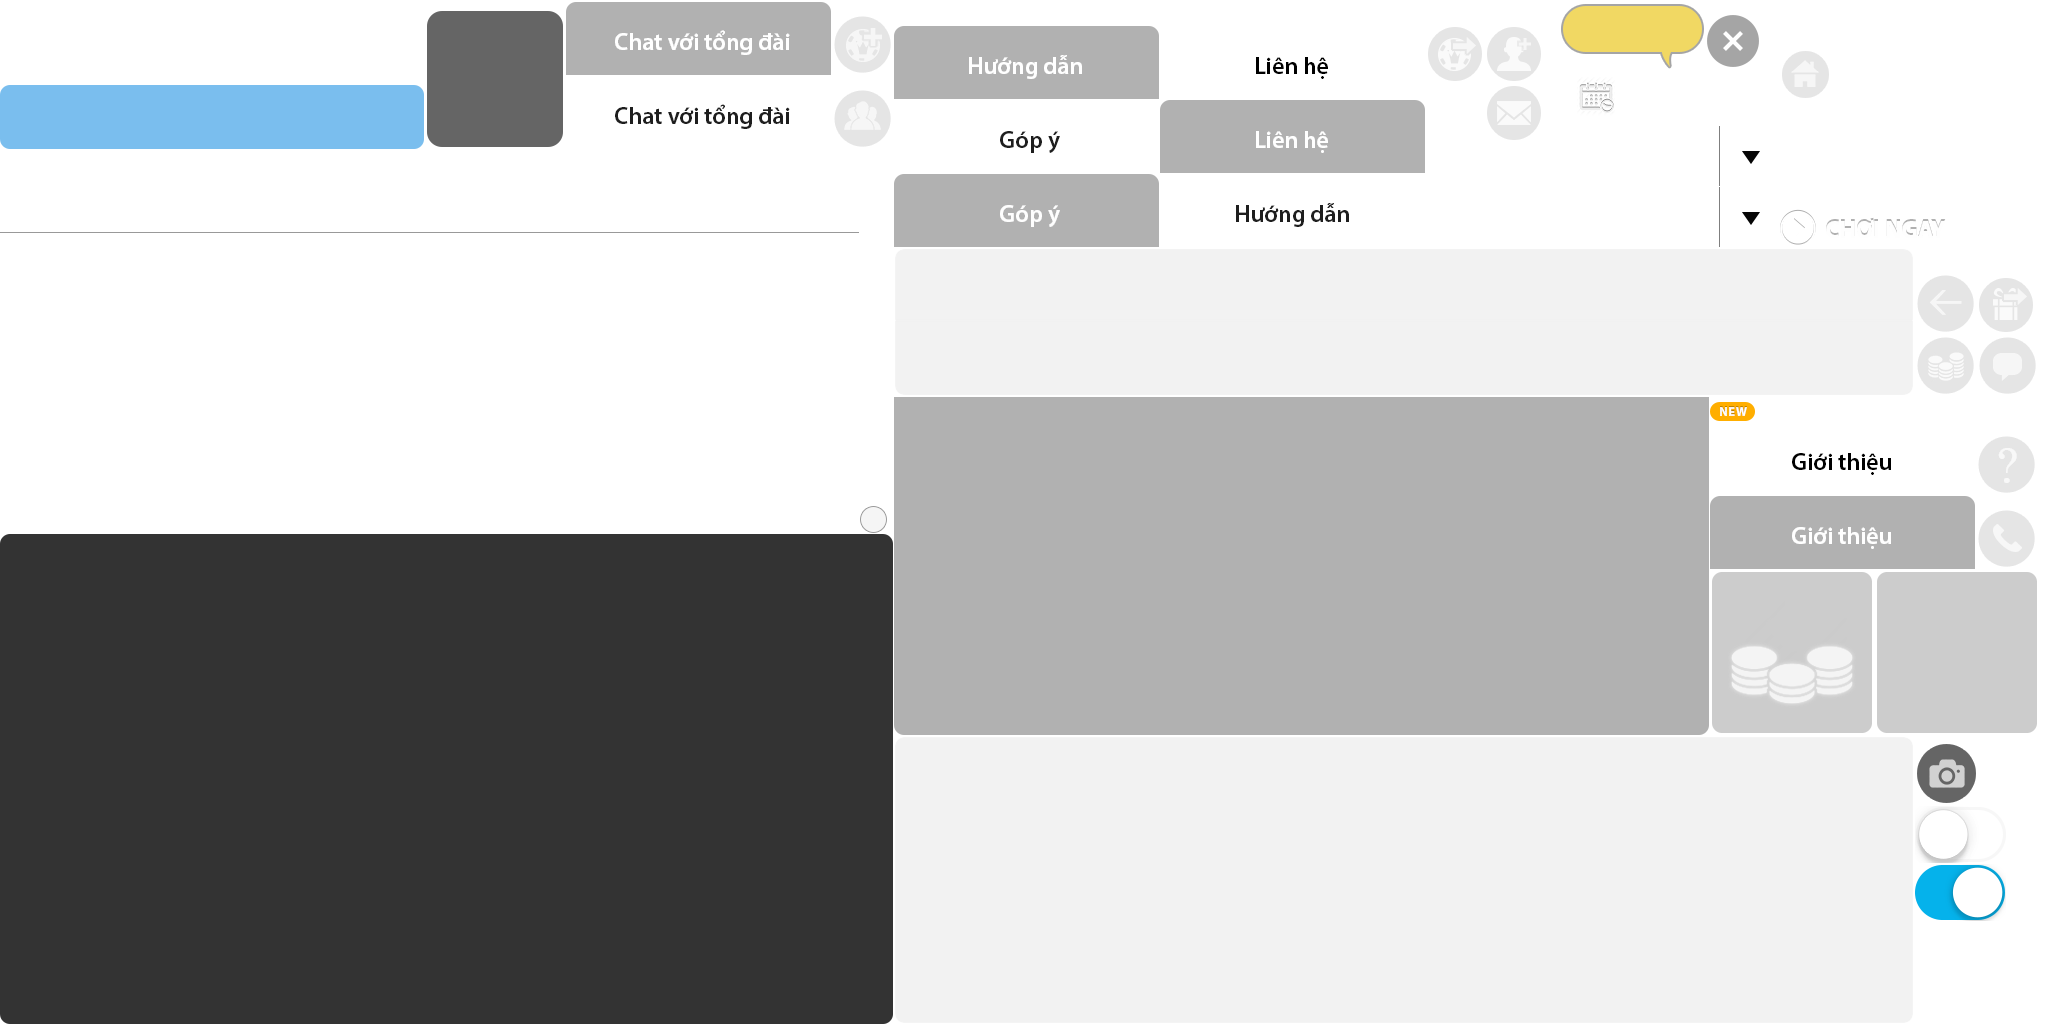 Chat với tổng đài
Hướng dẫn
Liên hệ
Chat với tổng đài
Góp ý
Liên hệ
Góp ý
Hướng dẫn
CHƠI NGAY
NEW
Giới thiệu
Giới thiệu